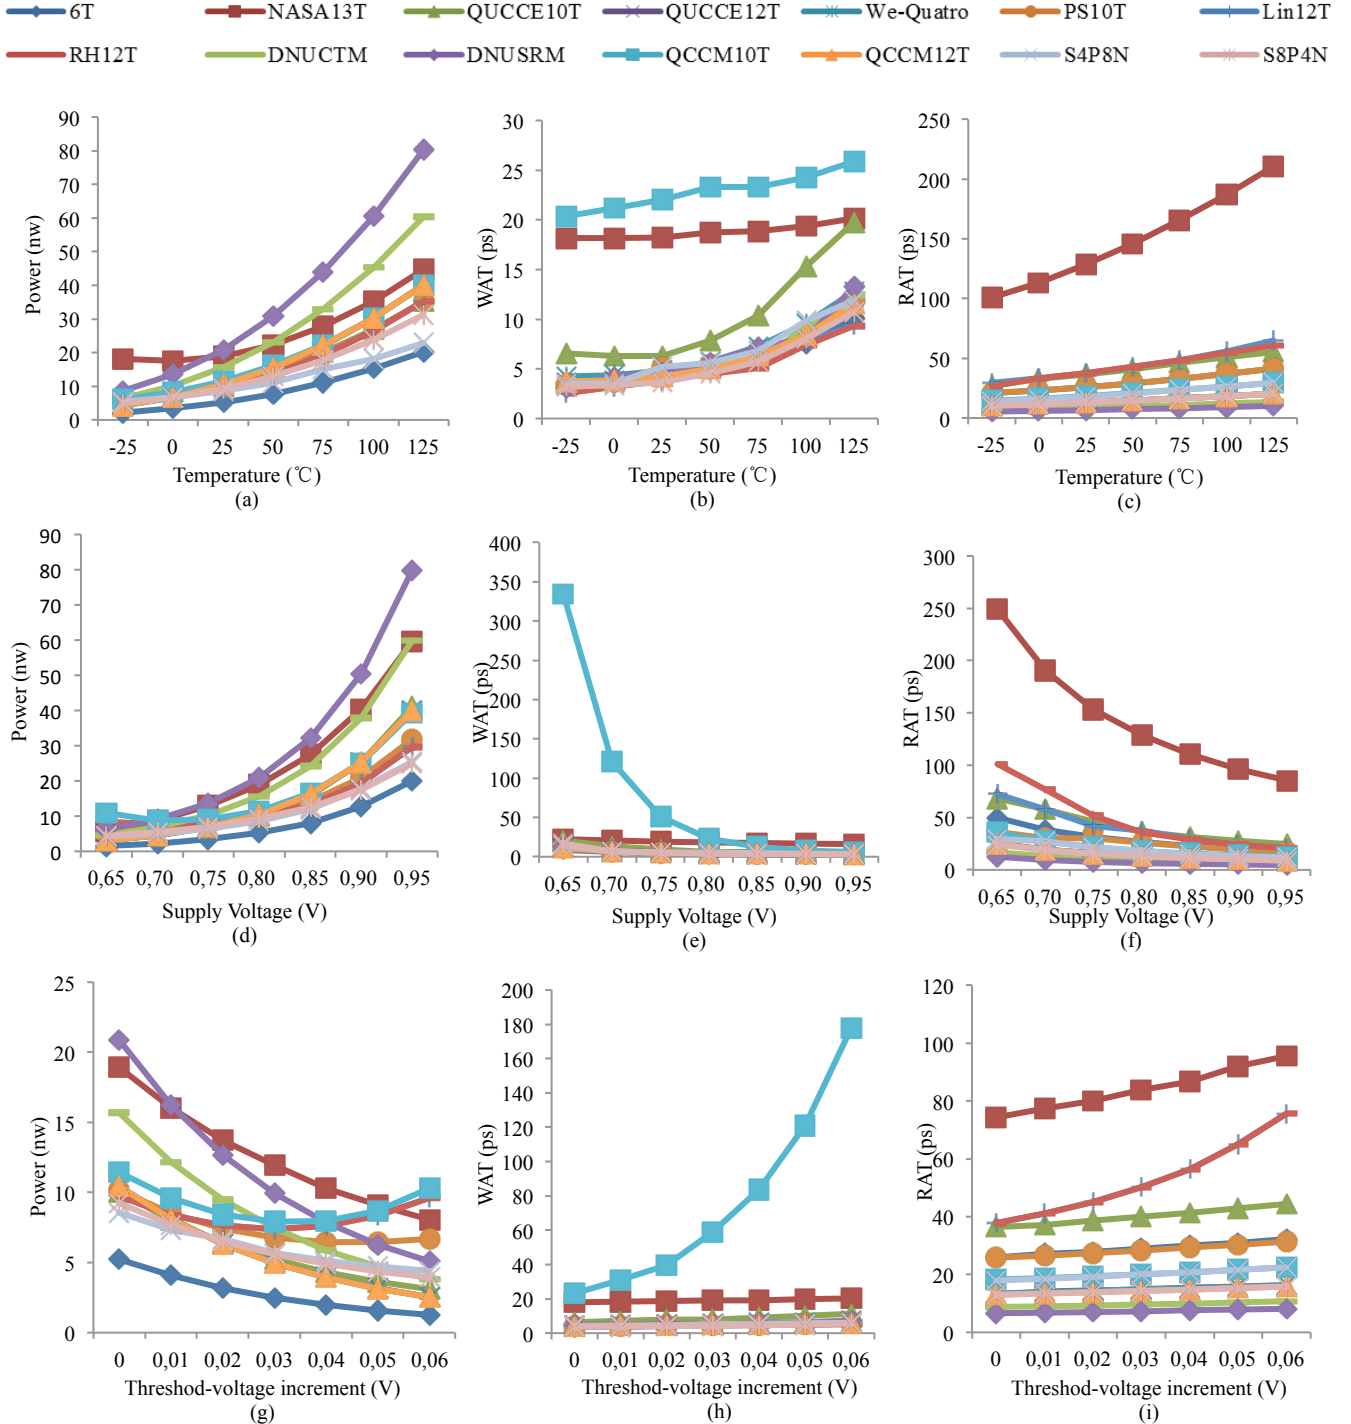 6T NASA13T QUCCE10T QUCCE12T We-Quatro PS10T Lin12T
RH12T DNUCTM DNUSRM QCCM10T QCCM12T S4P8N S8P4N
Power (nw)
90
80
70
60
50
40
30
20
10
0
-25 0 25 50 75 100 125
Temperature (℃)
(a)
WAT (ps)
30
25
20
15
10
5
0
-25 0 25 50 75 100 125
Temperature (℃)
(b)
RAT (ps)
250
200
150
100
50
0
-25 0 25 50 75 100 125
Temperature (℃)
(c)
Power (nw)
90
80
70
60
50
40
30
20
10
0
0,65 0,70 0,75 0,80 0,85 0,90 0,95
Supply Voltage (V)
(d)
WAT (ps)
400
350
300
250
200
150
100
50
0
0,65 0,70 0,75 0,80 0,85 0,90 0,95
Supply Voltage (V)
(e)
RAT (ps)
300
250
200
150
100
50
0
0,65 0,70 0,75 0,80 0,85 0,90 0,95
Supply Voltage (V)
(f)
Power (nw)
25
20
15
10
5
0
0 0,01 0,02 0,03 0,04 0,05 0,06
Threshod-voltage increment (V)
(g)
WAT (ps)
200
180
160
140
120
100
80
60
40
20
0
0 0,01 0,02 0,03 0,04 0,05 0,06
Threshod-voltage increment (V)
(h)
RAT (ps)
120
100
80
60
40
20
0
0 0,01 0,02 0,03 0,04 0,05 0,06
Threshod-voltage increment (V)
(i)